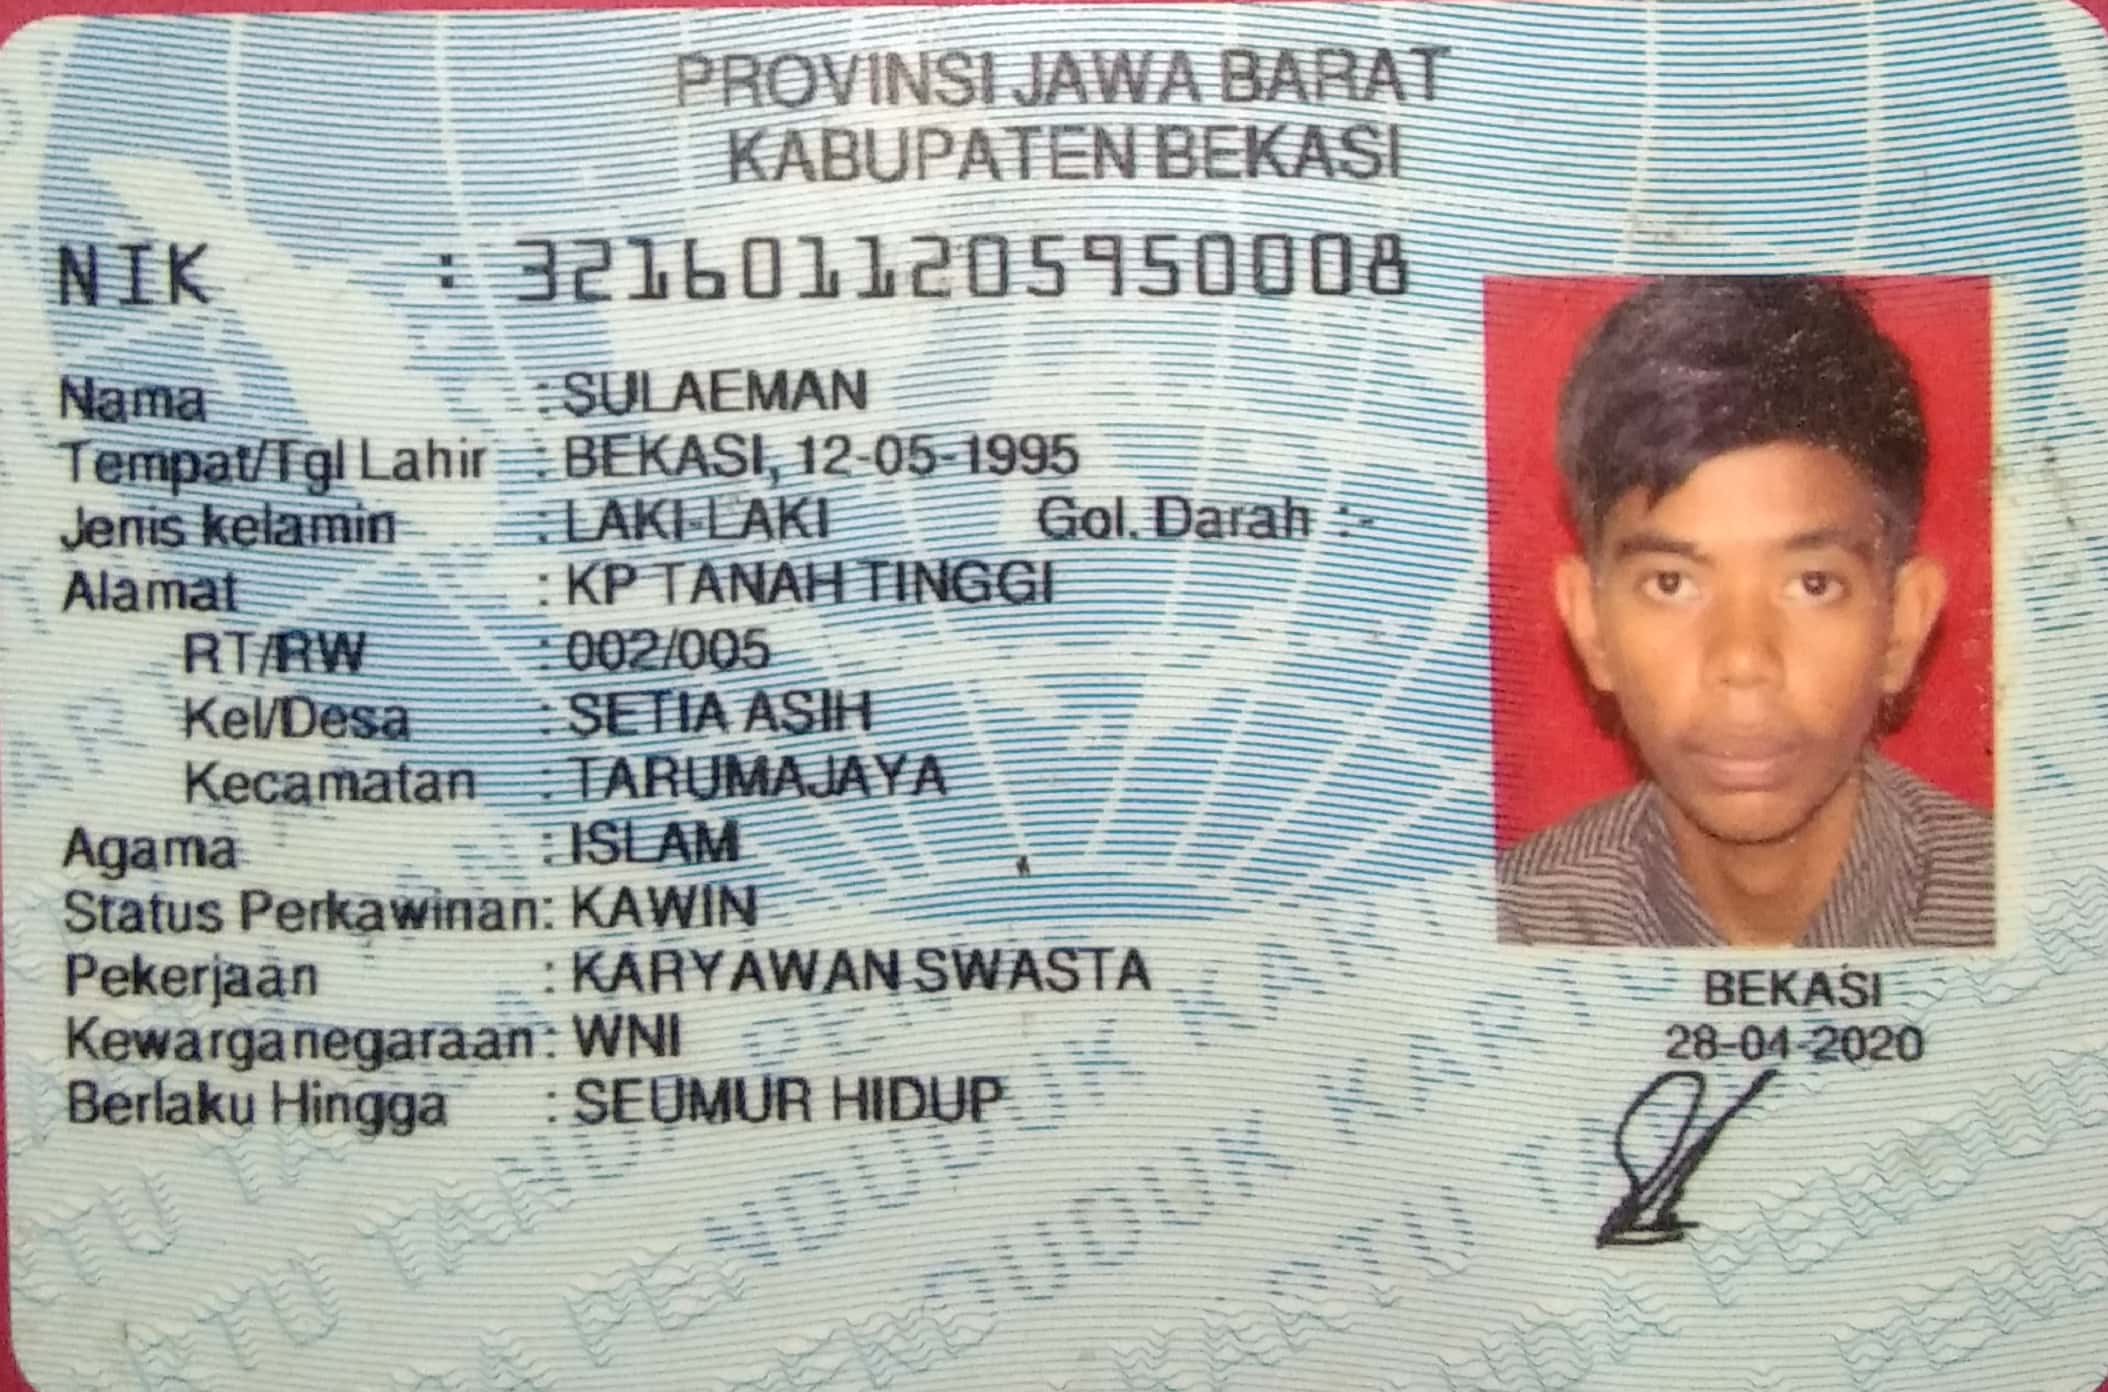 PROVINSI JAWA BARAT
KABUPATEN BEKASI
NIK : 3216011205950008
Nama : SULAEMAN
Tempat/Tgl Lahir : BEKASI, 12-05-1995
Jenis kelamin : LAKI-LAKI Gol. Darah : -
Alamat : KP TANAH TINGGI
RT/RW : 002/005
Kel/Desa : SETIA ASIH
Kecamatan : TARUMAJAYA
Agama : ISLAM
Status Perkawinan : KAWIN
Pekerjaan : KARYAWAN SWASTA
Kewarganegaraan : WNI
Berlaku Hingga : SEUMUR HIDUP
BEKASI
28-04-2020